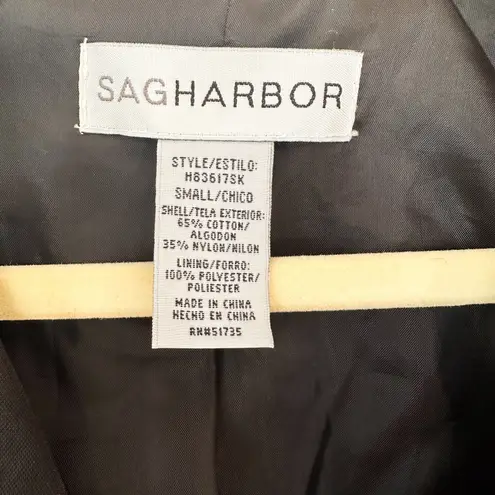 SAGHARBOR
STYLE/ESTILO:
H83617SK
SMALL/CHICO
SHELL/TELA EXTERIOR:
65% COTTON/
ALGODON
35% NYLON/NILON
LINING/FORRO:
100% POLYESTER/
POLIESTER
MADE IN CHINA
HECHO EN CHINA
RN#51735